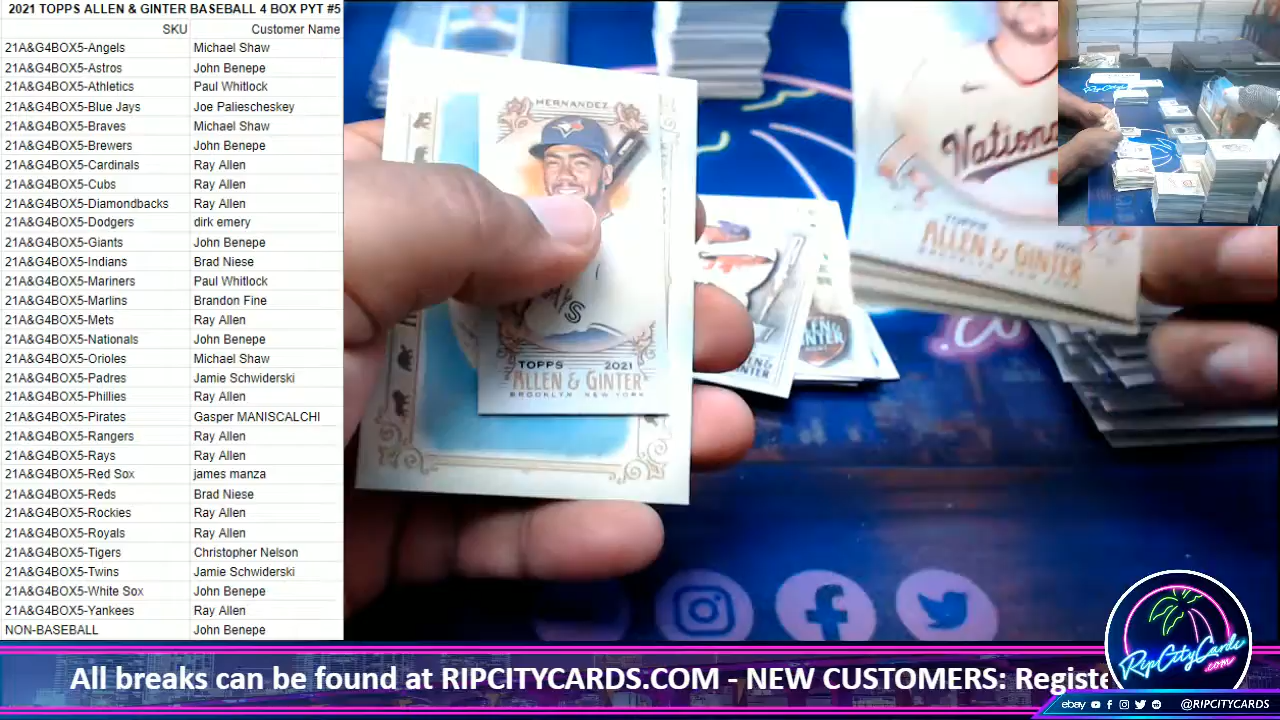 2021 TOPPS ALLEN & GINTER BASEBALL 4 BOX PYT #5
SKU Customer Name
21A&G4BOX5-Angels Michael Shaw
21A&G4BOX5-Astros John Benepe
21A&G4BOX5-Athletics Paul Whitlock
21A&G4BOX5-Blue Jays Joe Paliescheskey
21A&G4BOX5-Braves Michael Shaw
21A&G4BOX5-Brewers John Benepe
21A&G4BOX5-Cardinals Ray Allen
21A&G4BOX5-Cubs Ray Allen
21A&G4BOX5-Diamondbacks Ray Allen
21A&G4BOX5-Dodgers dirk emery
21A&G4BOX5-Giants John Benepe
21A&G4BOX5-Indians Brad Niese
21A&G4BOX5-Mariners Paul Whitlock
21A&G4BOX5-Marlins Brandon Fine
21A&G4BOX5-Mets Ray Allen
21A&G4BOX5-Nationals John Benepe
21A&G4BOX5-Orioles Michael Shaw
21A&G4BOX5-Padres Jamie Schwiderski
21A&G4BOX5-Phillies Ray Allen
21A&G4BOX5-Pirates Gasper MANISCALCHI
21A&G4BOX5-Rangers Ray Allen
21A&G4BOX5-Rays Ray Allen
21A&G4BOX5-Red Sox james manza
21A&G4BOX5-Reds Brad Niese
21A&G4BOX5-Rockies Ray Allen
21A&G4BOX5-Royals Ray Allen
21A&G4BOX5-Tigers Christopher Nelson
21A&G4BOX5-Twins Jamie Schwiderski
21A&G4BOX5-White Sox John Benepe
21A&G4BOX5-Yankees Ray Allen
NON-BASEBALL John Benepe
HERNANDEZ
TOPPS 2021
ALLEN & GINTER
BROOKLYN NEW YORK
Nationa
TOPPS
ALLEN & GINTER
RipCityCards
.com
All breaks can be found at RIPCITYCARDS.COM - NEW CUSTOMERS: Registe
ebay @RIPCITYCARDS